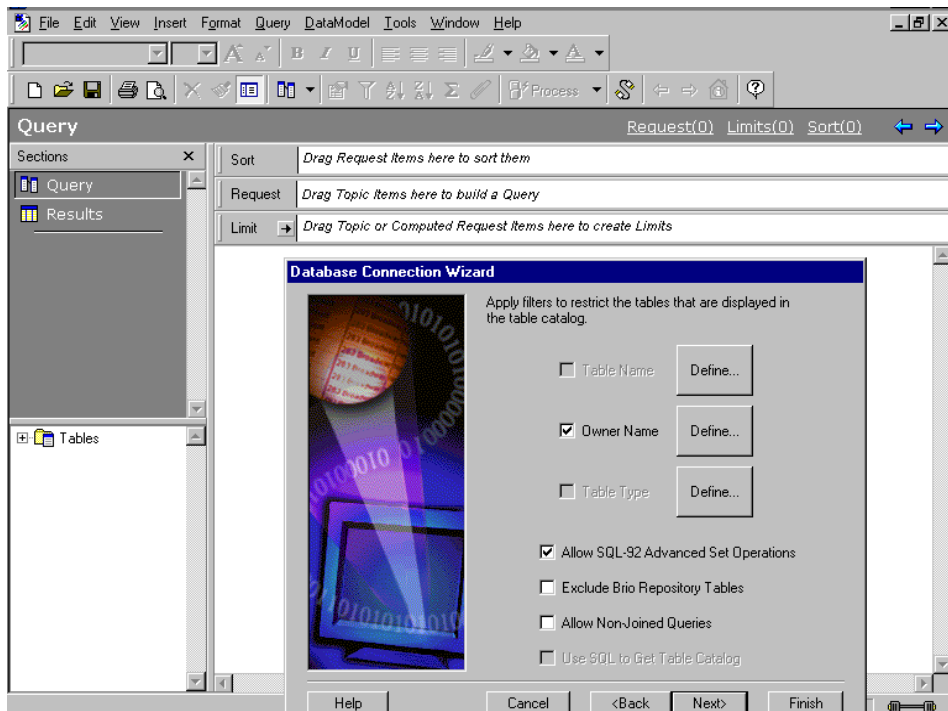 File Edit View Insert Format Query DataModel Tools Window Help
B I U
Process
Query Request(0) Limits(0) Sort(0)
Sections
Query
Results
Sort Drag Request Items here to sort them
Request Drag Topic Items here to build a Query
Limit Drag Topic or Computed Request Items here to create Limits
Tables
Database Connection Wizard
Apply filters to restrict the tables that are displayed in
the table catalog.
Table Name Define...
Owner Name Define...
Table Type Define...
Allow SQL-92 Advanced Set Operations
Exclude Brio Repository Tables
Allow Non-Joined Queries
Use SQL to Get Table Catalog
Help Cancel <Back Next> Finish